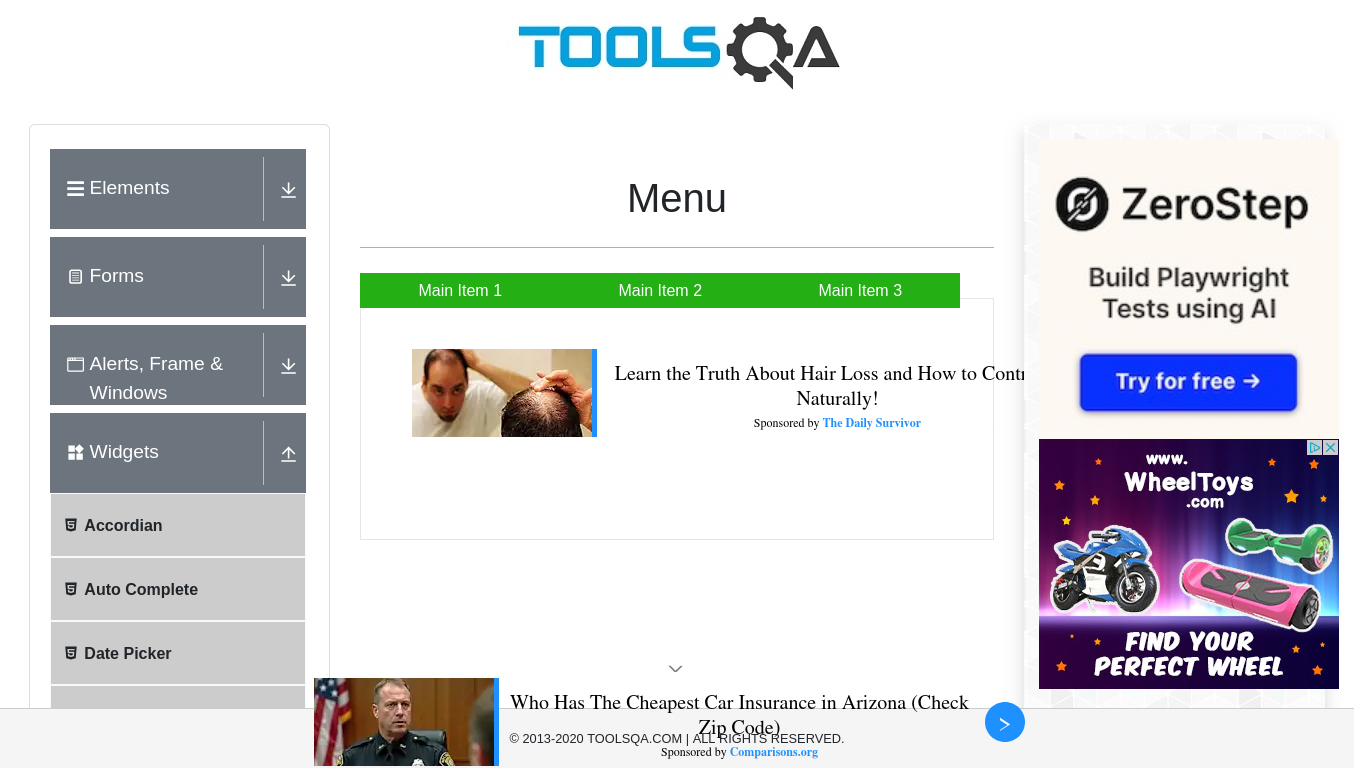 TOOLSQA
Elements
Forms
Alerts, Frame &
Windows
Widgets
Accordian
Auto Complete
Date Picker
Menu
Main Item 1
Main Item 2
Main Item 3
Learn the Truth About Hair Loss and How to Contr
Naturally!
Sponsored by The Daily Survivor
ZeroStep
Build Playwright
Tests using AI
Try for free →
www.
WheelToys
.com
FIND YOUR
PERFECT WHEEL
Who Has The Cheapest Car Insurance in Arizona (Check
Zip Code)
© 2013-2020 TOOLSQA.COM | ALL RIGHTS RESERVED.
Sponsored by Comparisons.org